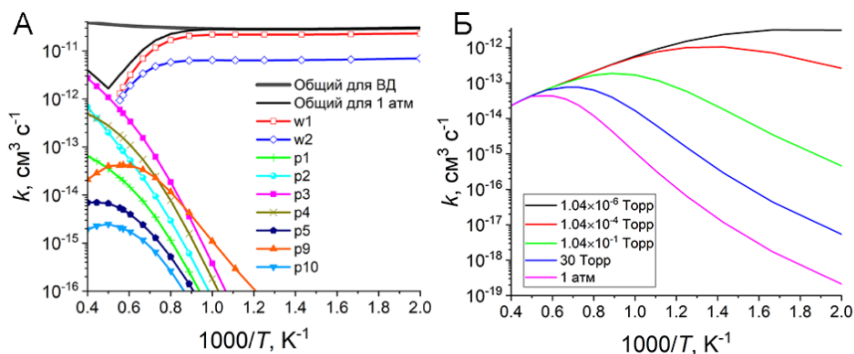 А
k, см³ с⁻¹
10⁻¹¹
10⁻¹²
10⁻¹³
10⁻¹⁴
10⁻¹⁵
10⁻¹⁶
Общий для ВД
Общий для 1 атм
w1
w2
p1
p2
p3
p4
p5
p9
p10
0.4 0.6 0.8 1.0 1.2 1.4 1.6 1.8 2.0
1000/T, K⁻¹
Б
k, см³ с⁻¹
10⁻¹²
10⁻¹³
10⁻¹⁴
10⁻¹⁵
10⁻¹⁶
10⁻¹⁷
10⁻¹⁸
10⁻¹⁹
1.04×10⁻⁶ Торр
1.04×10⁻⁴ Торр
1.04×10⁻¹ Торр
30 Торр
1 атм
0.4 0.6 0.8 1.0 1.2 1.4 1.6 1.8 2.0
1000/T, K⁻¹